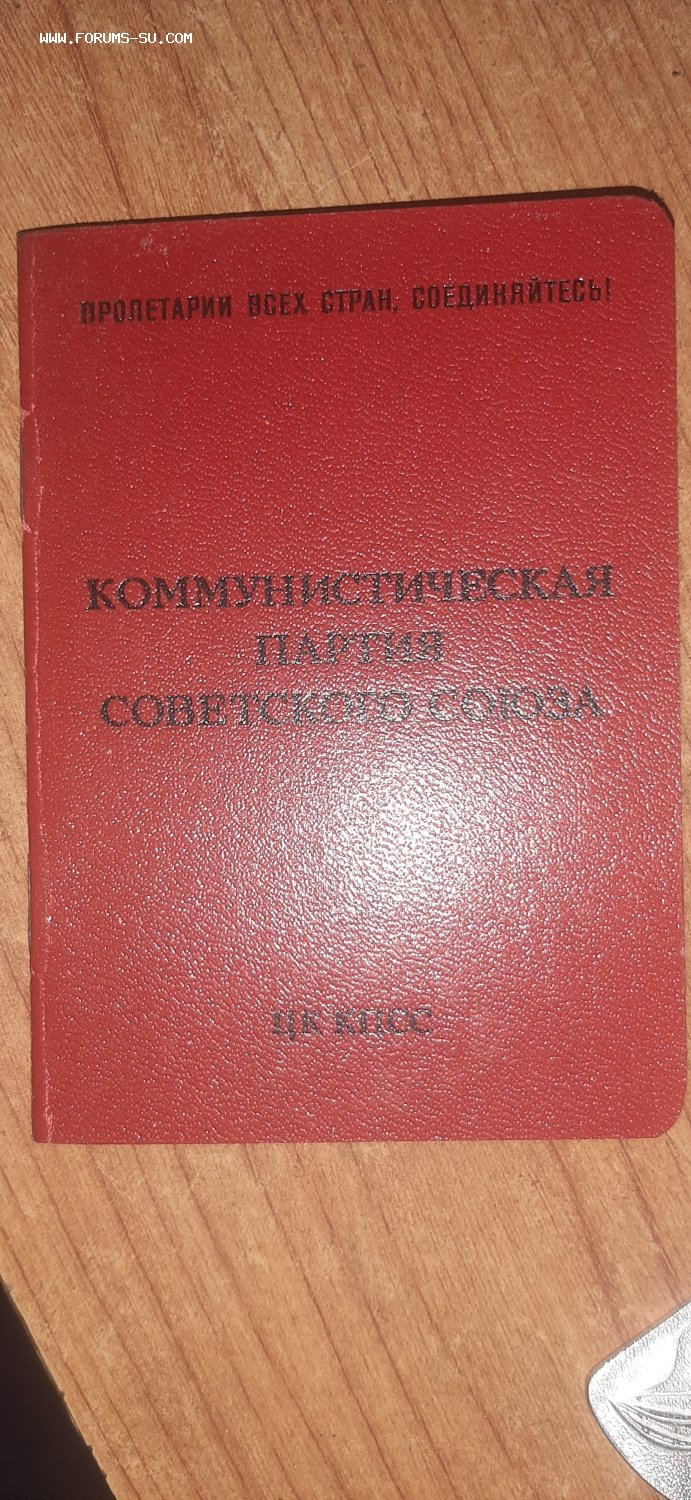 WWW.FORUMS-SU.COM
ПРОЛЕТАРИИ ВСЕХ СТРАН, СОЕДИНЯЙТЕСЬ!
КОММУНИСТИЧЕСКАЯ
ПАРТИЯ
СОВЕТСКОГО СОЮЗА
ЦК КПСС